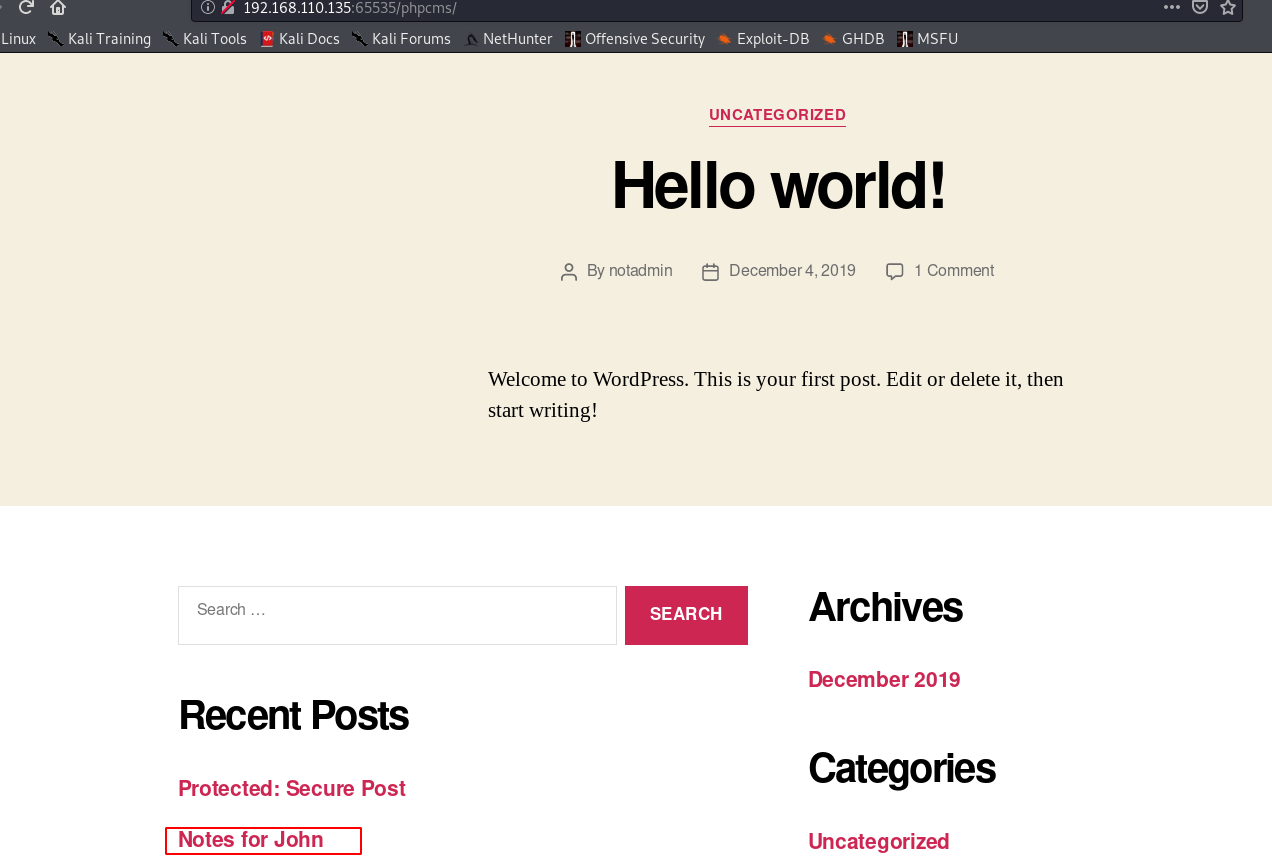 192.168.110.135:65535/phpcms/
Linux Kali Training Kali Tools Kali Docs Kali Forums NetHunter Offensive Security Exploit-DB GHDB MSFU
UNCATEGORIZED
Hello world!
By notadmin December 4, 2019 1 Comment
Welcome to WordPress. This is your first post. Edit or delete it, then
start writing!
Search …
SEARCH
Archives
December 2019
Recent Posts
Categories
Protected: Secure Post
Notes for John
Uncategorized